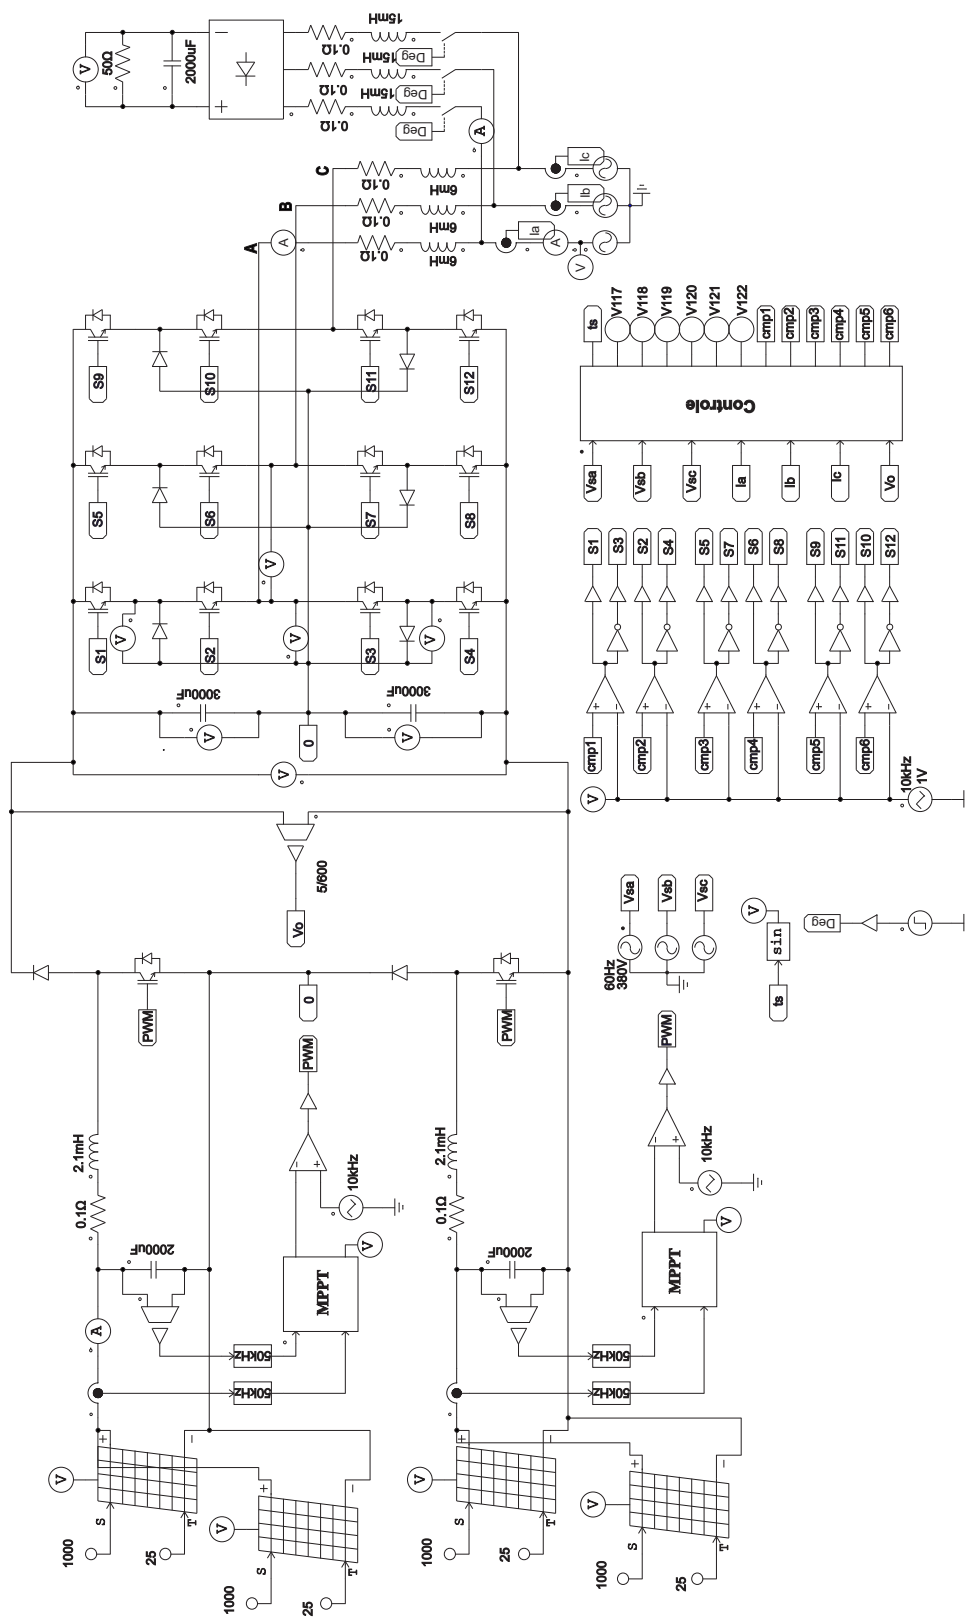 V
50Ω
2000uF
−
+
0.1Ω
15mH
Deg
0.1Ω
15mH
Deg
0.1Ω
15mH
Deg
A
C
B
A
A
0.1Ω
6mH
0.1Ω
6mH
0.1Ω
6mH
Ic
Ib
Ia
A
V
S9
S10
S11
S12
S5
S6
S7
S8
V
S1
V
S2
V
S3
V
S4
3000uF
V
0
3000uF
V
V
5/600
Vo
ts
V117
V118
V119
V120
V121
V122
cmp1
cmp2
cmp3
cmp4
cmp5
cmp6
Controle
Vsa
Vsb
Vsc
Ia
Ib
Ic
Vo
S1
S3
S2
S4
S5
S7
S6
S8
S9
S11
S10
S12
+
−
+
−
+
−
+
−
+
−
+
−
cmp1
cmp2
cmp3
cmp4
cmp5
cmp6
V
10kHz
1V
PWM
0
PWM
2.1mH
0.1Ω
2000uF
A
PWM
−
+
10kHz
MPPT
V
50kHz
50kHz
2.1mH
0.1Ω
2000uF
PWM
−
+
10kHz
MPPT
V
50kHz
50kHz
60Hz
380V
Vsa
Vsb
Vsc
V
sin
ts
Deg
V
+
−
S
T
1000
25
V
+
−
S
T
1000
25
V
+
−
S
T
1000
25
V
+
−
S
T
1000
25